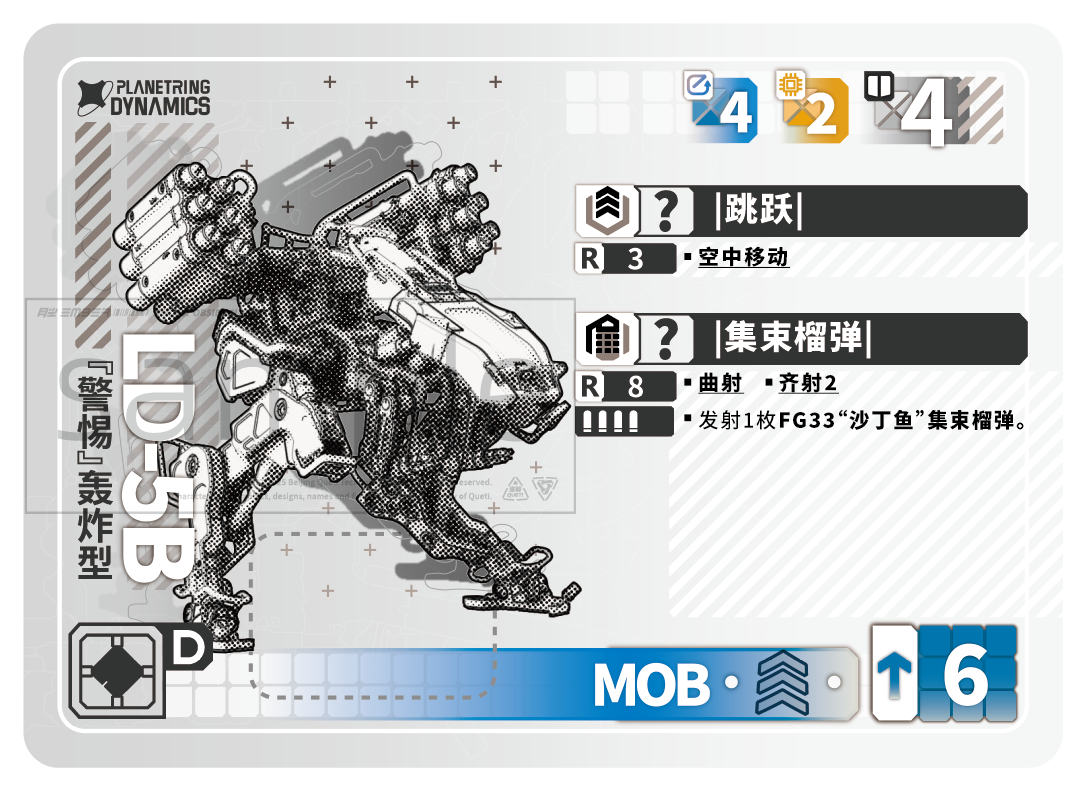 PLANETRING
DYNAMICS
4
2
4
|跳跃|
?
R 3
▪空中移动
|集束榴弹|
?
R 8
▪曲射 ▪齐射2
▪发射1枚FG33“沙丁鱼”集束榴弹。
LD-5B
『警惕』轰炸型
sample
D
MOB
6